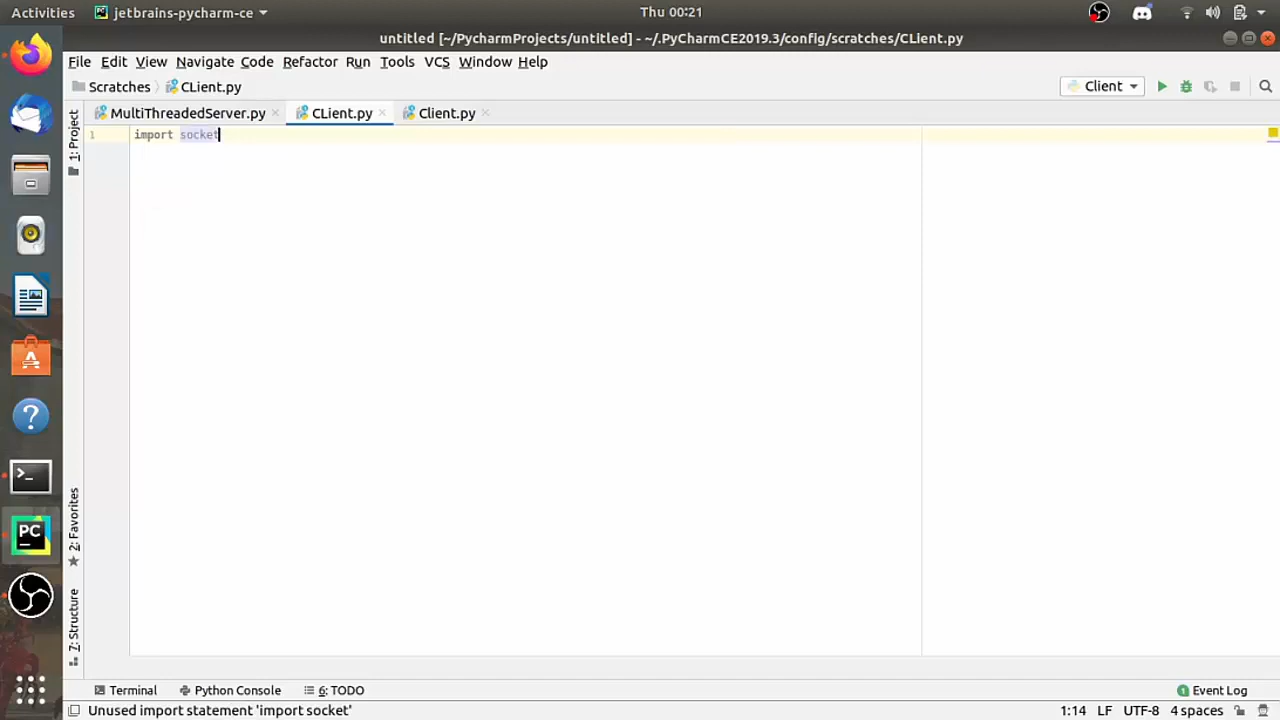 Activities jetbrains-pycharm-ce Thu 00:21
untitled [~/PycharmProjects/untitled] - ~/.PyCharmCE2019.3/config/scratches/CLient.py
File Edit View Navigate Code Refactor Run Tools VCS Window Help
Scratches CLient.py Client
MultiThreadedServer.py CLient.py Client.py
1: Project
1 import socket
2: Favorites
7: Structure
PC
Terminal Python Console 6: TODO 1 Event Log
Unused import statement 'import socket' 1:14 LF UTF-8 4 spaces